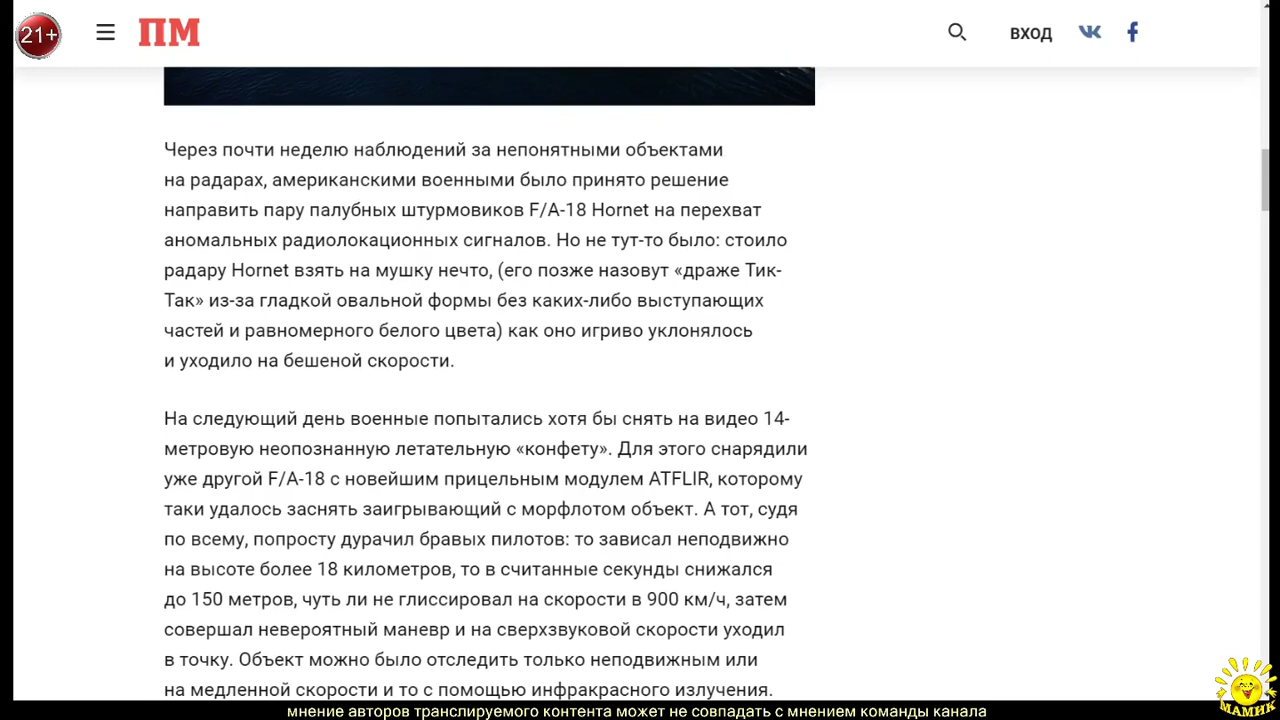 21+
ПМ
ВХОД
Через почти неделю наблюдений за непонятными объектами
на радарах, американскими военными было принято решение
направить пару палубных штурмовиков F/A-18 Hornet на перехват
аномальных радиолокационных сигналов. Но не тут-то было: стоило
радару Hornet взять на мушку нечто, (его позже назовут «драже Тик-
Так» из-за гладкой овальной формы без каких-либо выступающих
частей и равномерного белого цвета) как оно игриво уклонялось
и уходило на бешеной скорости.
На следующий день военные попытались хотя бы снять на видео 14-
метровую неопознанную летательную «конфету». Для этого снарядили
уже другой F/A-18 с новейшим прицельным модулем ATFLIR, которому
таки удалось заснять заигрывающий с морфлотом объект. А тот, судя
по всему, попросту дурачил бравых пилотов: то зависал неподвижно
на высоте более 18 километров, то в считанные секунды снижался
до 150 метров, чуть ли не глиссировал на скорости в 900 км/ч, затем
совершал невероятный маневр и на сверхзвуковой скорости уходил
в точку. Объект можно было отследить только неподвижным или
на медленной скорости и то с помощью инфракрасного излучения.
МАМИК
мнение авторов транслируемого контента может не совпадать с мнением команды канала